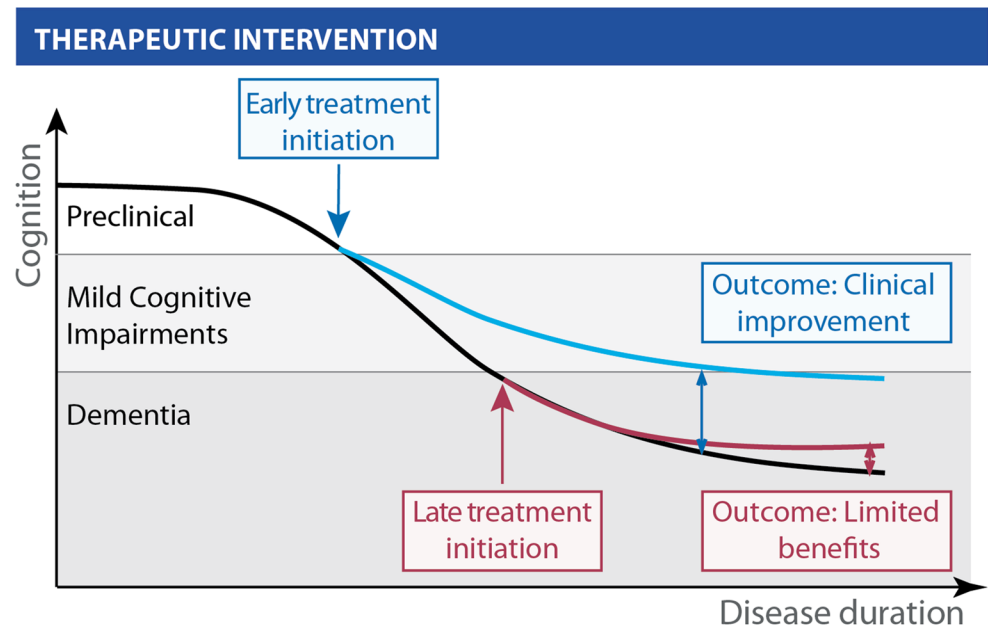 THERAPEUTIC INTERVENTION
Early treatment
initiation
Cognition
Preclinical
Mild Cognitive
Impairments
Outcome: Clinical
improvement
Dementia
Late treatment
initiation
Outcome: Limited
benefits
Disease duration